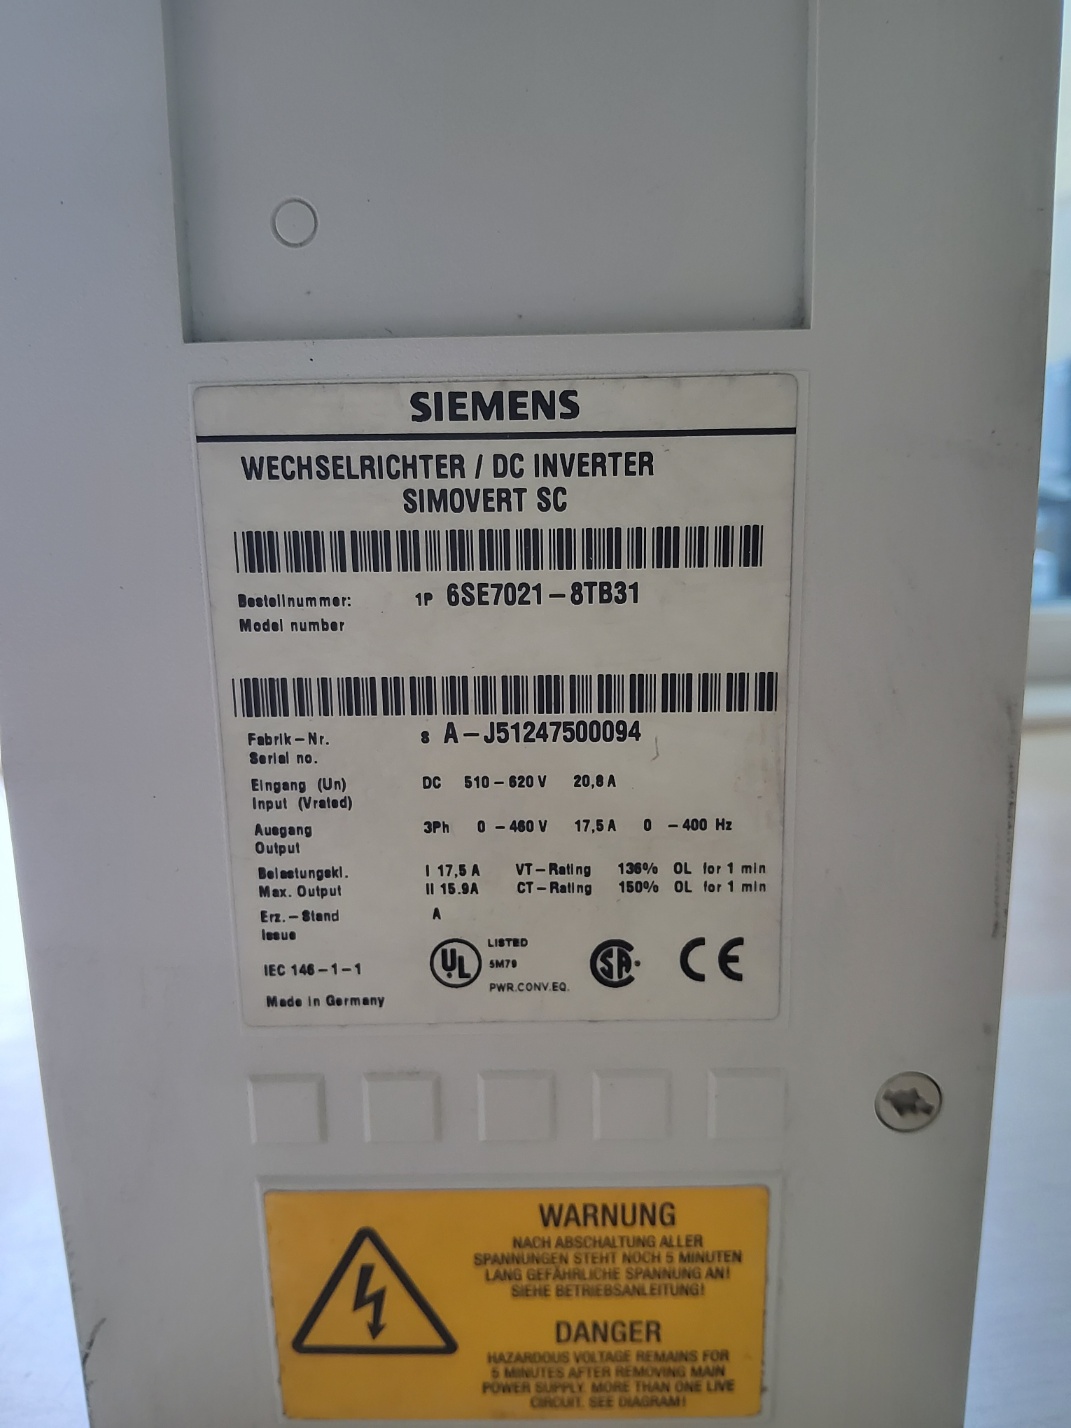 SIEMENS
WECHSELRICHTER / DC INVERTER
SIMOVERT SC
Bestellnummer: 1P 6SE7021-8TB31
Model number
Fabrik-Nr. S A-J51247500094
Serial no.
Eingang (Un) DC 510-620 V 20,8 A
Input (Vrated)
Ausgang 3Ph 0 -460 V 17,5 A 0 -400 Hz
Output
Belastungskl. I 17,5 A VT-Rating 136% OL for 1 min
Max. Output II 15.9A CT-Rating 150% OL for 1 min
Erz.-Stand A
Issue
IEC 146-1-1 UL LISTED
5M79
PWR.CONV.EQ.
SA CE
Made in Germany
WARNUNG
NACH ABSCHALTUNG ALLER
SPANNUNGEN STEHT NOCH 5 MINUTEN
LANG GEFÄHRLICHE SPANNUNG AN!
SIEHE BETRIEBSANLEITUNG!
DANGER
HAZARDOUS VOLTAGE REMAINS FOR
5 MINUTES AFTER REMOVING MAIN
POWER SUPPLY. MORE THAN ONE LIVE
CIRCUIT. SEE DIAGRAM!